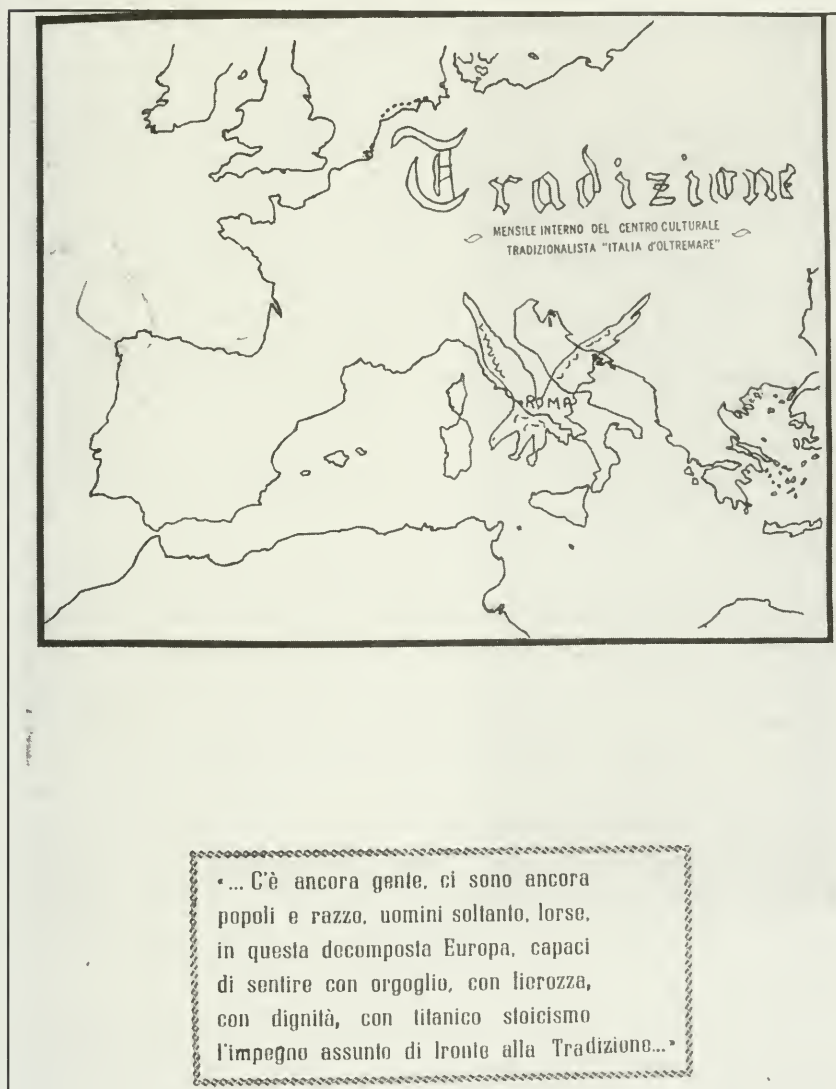 Tradizione
MENSILE INTERNO DEL CENTRO CULTURALE
TRADIZIONALISTA "ITALIA d'OLTREMARE"
ROMA
«... C'è ancora gente, ci sono ancora
popoli e razze, uomini soltanto, forse,
in questa decomposta Europa, capaci
di sentire con orgoglio, con fierezza,
con dignità, con titanico stoicismo
l'impegno assunto di fronte alla Tradizione...»